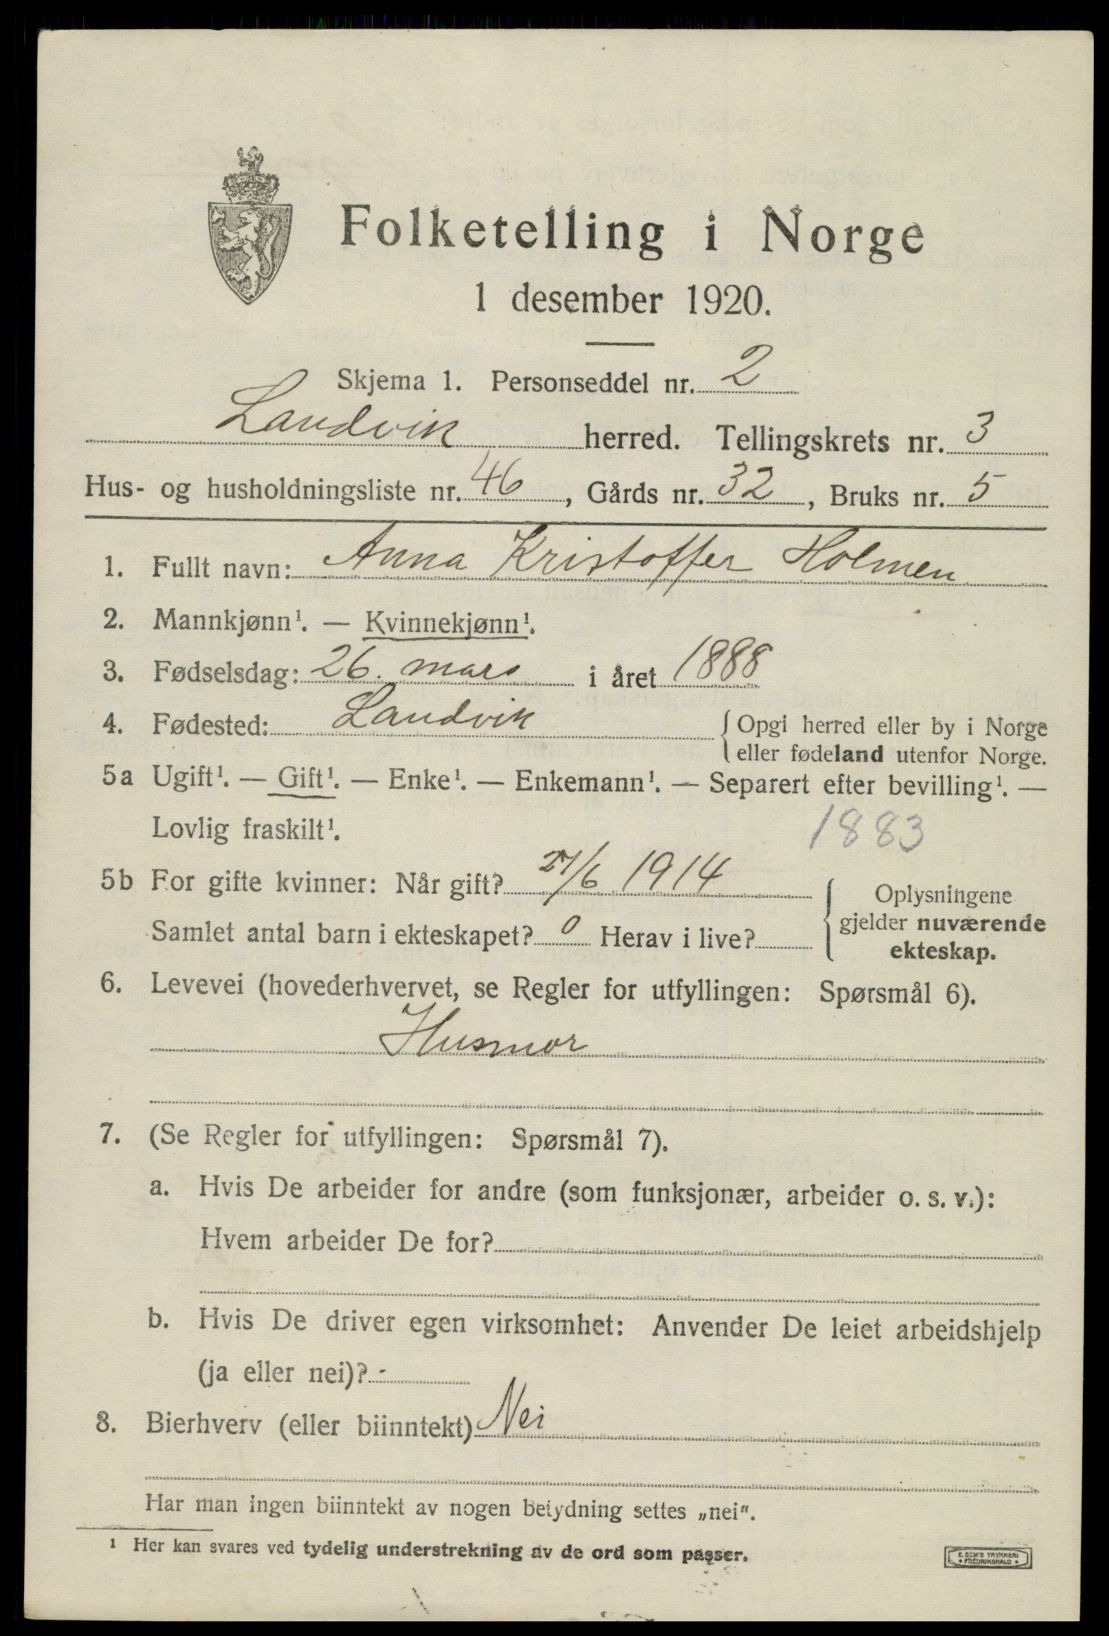 Folketelling i Norge
1 desember 1920.
Skjema 1. Personseddel nr. 2
Landvik herred. Tellingskrets nr. 3
Hus- og husholdningsliste nr. 46, Gårds nr. 32, Bruks nr. 5
1. Fullt navn: Anna Kristoffer Holmen
2. Mannkjønn¹. — Kvinnekjønn¹.
3. Fødselsdag: 26. mars i året 1888
4. Fødested: Landvik {Opgi herred eller by i Norge
eller fødeland utenfor Norge.
5a Ugift¹. — Gift¹. — Enke¹. — Enkemann¹. — Separert efter bevilling¹. —
Lovlig fraskilt¹. 1883
5b For gifte kvinner: Når gift? 27/6 1914 { Oplysningene
gjelder nuværende
Samlet antal barn i ekteskapet? 0 Herav i live?
ekteskap.
6. Levevei (hovederhvervet, se Regler for utfyllingen: Spørsmål 6).
Husmor
7. (Se Regler for utfyllingen: Spørsmål 7).
a. Hvis De arbeider for andre (som funksjonær, arbeider o. s. v.):
Hvem arbeider De for?
b. Hvis De driver egen virksomhet: Anvender De leiet arbeidshjelp
(ja eller nei)? -
8. Bierhverv (eller biinntekt) Nei
Har man ingen biinntekt av nogen betydning settes „nei".
¹ Her kan svares ved tydelig understrekning av de ord som passer.
E. SEM'S TRYKKERI
• FREDRIKSHALD •